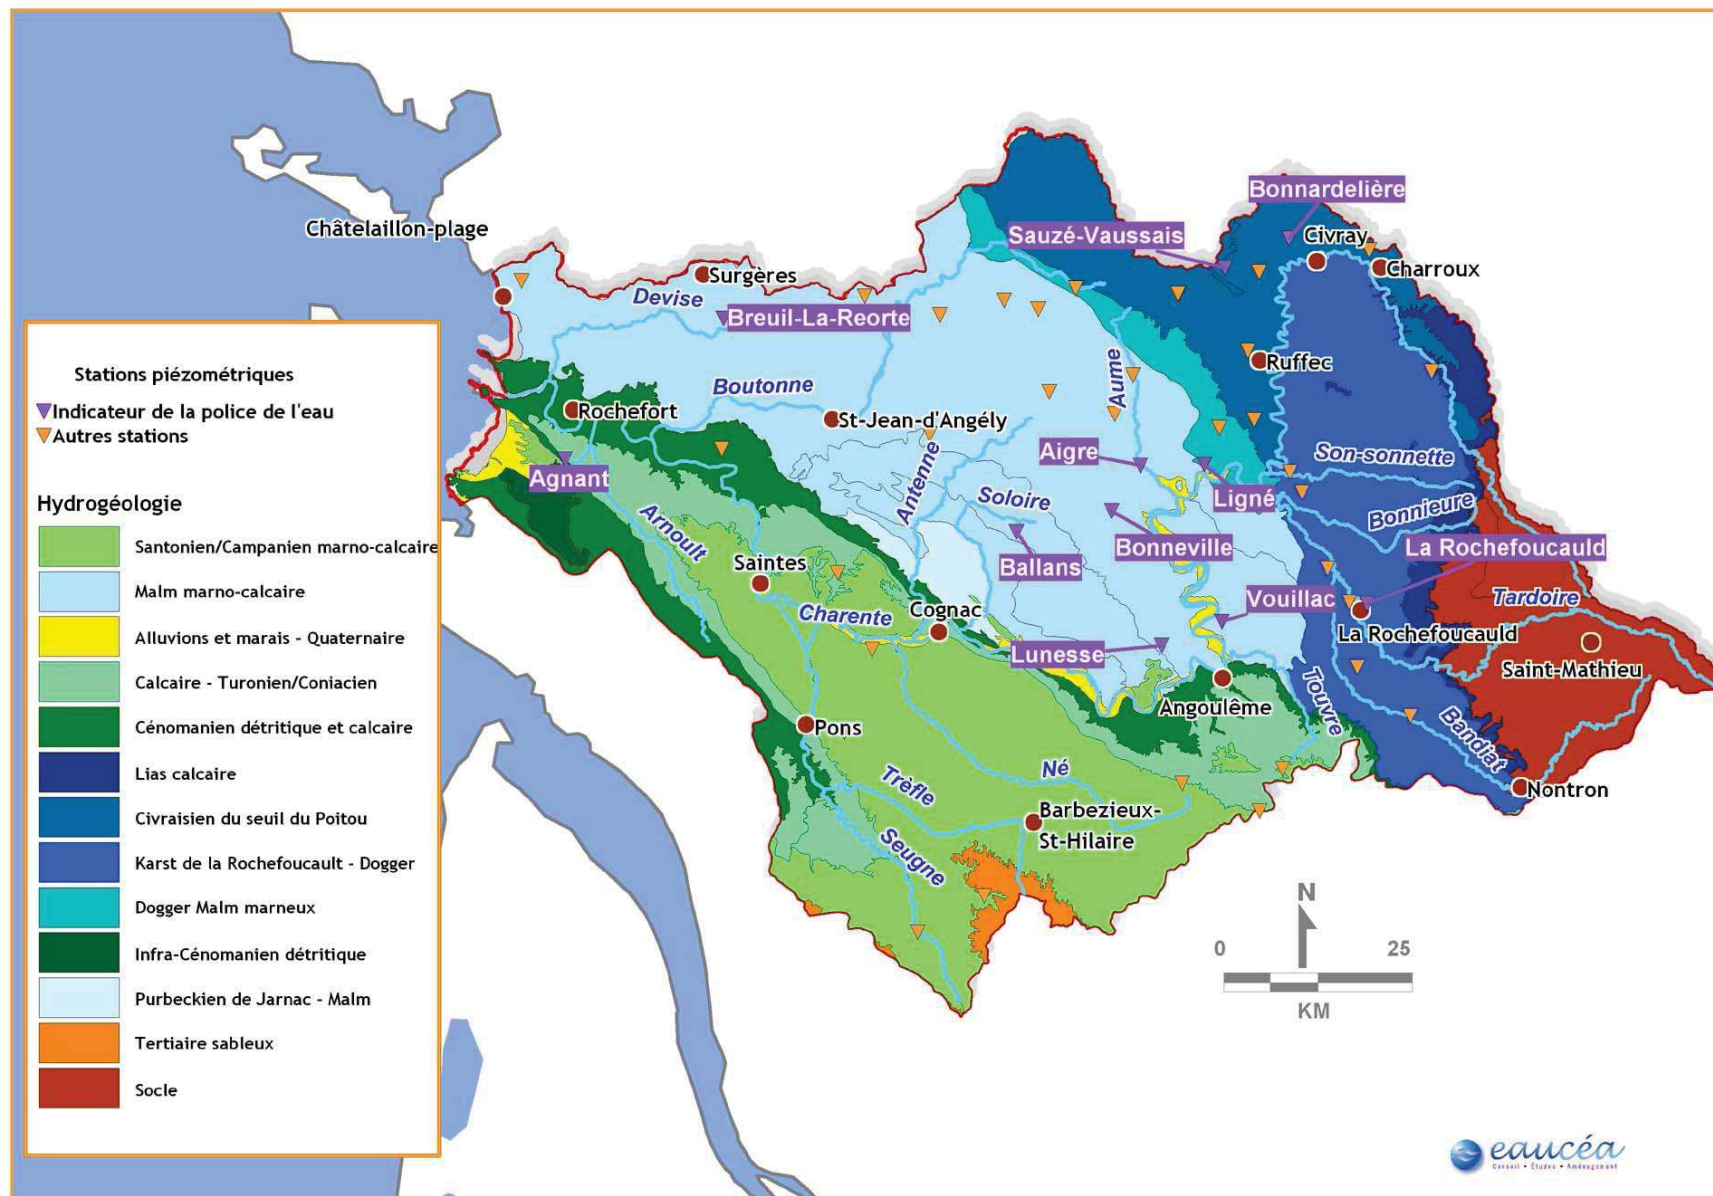 Bonnardelière
Châtelaillon-plage
Sauzé-Vaussais
Civray
Charroux
Surgères
Devise
Breuil-La-Reorte
Ruffec
Aume
Boutonne
Rochefort
St-Jean-d'Angély
Stations piézométriques
Indicateur de la police de l'eau
Autres stations
Aigre
Son-sonnette
Agnant
Antenne
Soloire
Ligné
Bonnieure
Hydrogéologie
Arnoult
Bonneville
La Rochefoucauld
Santonien/Campanien marno-calcaire
Saintes
Ballans
Malm marno-calcaire
Vouillac
Tardoire
Charente
Cognac
La Rochefoucauld
Alluvions et marais - Quaternaire
Lunesse
Saint-Mathieu
Calcaire - Turonien/Coniacien
Angoulême
Touvre
Cénomanien détritique et calcaire
Pons
Bandiat
Lias calcaire
Né
Trèfle
Nontron
Civraisien du seuil du Poitou
Barbezieux-
St-Hilaire
Karst de la Rochefoucault - Dogger
Seugne
Dogger Malm marneux
N
Infra-Cénomanien détritique
0 25
Purbeckien de Jarnac - Malm
KM
Tertiaire sableux
Socle
eaucéa
Conseil • Études • Aménagement